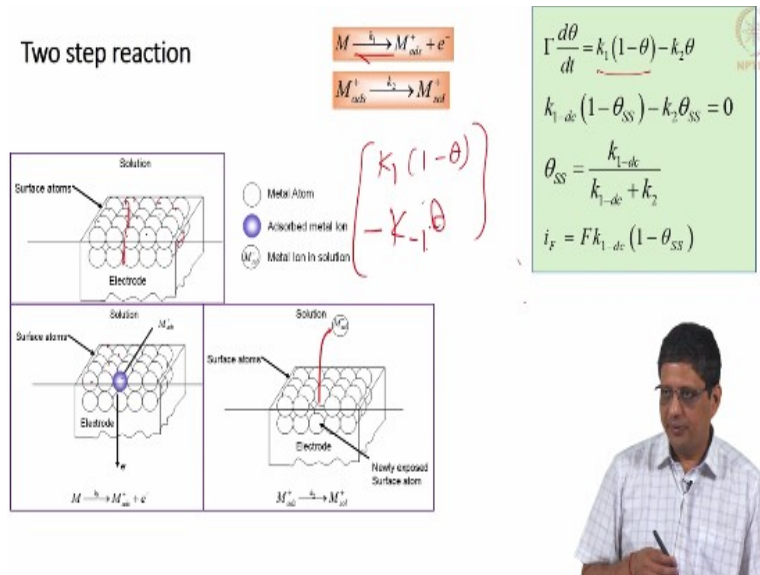 Two step reaction
M —k₁→ M⁺ads + e⁻
M⁺ads —k₂→ M⁺sol
Γ dθ/dt = k₁(1-θ) - k₂θ
k₁₋dc (1-θSS) - k₂θSS = 0
θSS = k₁₋dc / (k₁₋dc + k₂)
iF = Fk₁₋dc (1-θSS)
NPTEL
K₁ (1-θ)
- K₋₁ θ
Solution
Surface atoms
Electrode
Metal Atom
Adsorbed metal Ion
Metal Ion in solution
Solution
M⁺ads
Surface atoms
Electrode
e
M —k₁→ M⁺ads + e⁻
Solution
M⁺sol
Surface atoms
Electrode
Newly exposed
Surface atom
M⁺ads —k₂→ M⁺sol